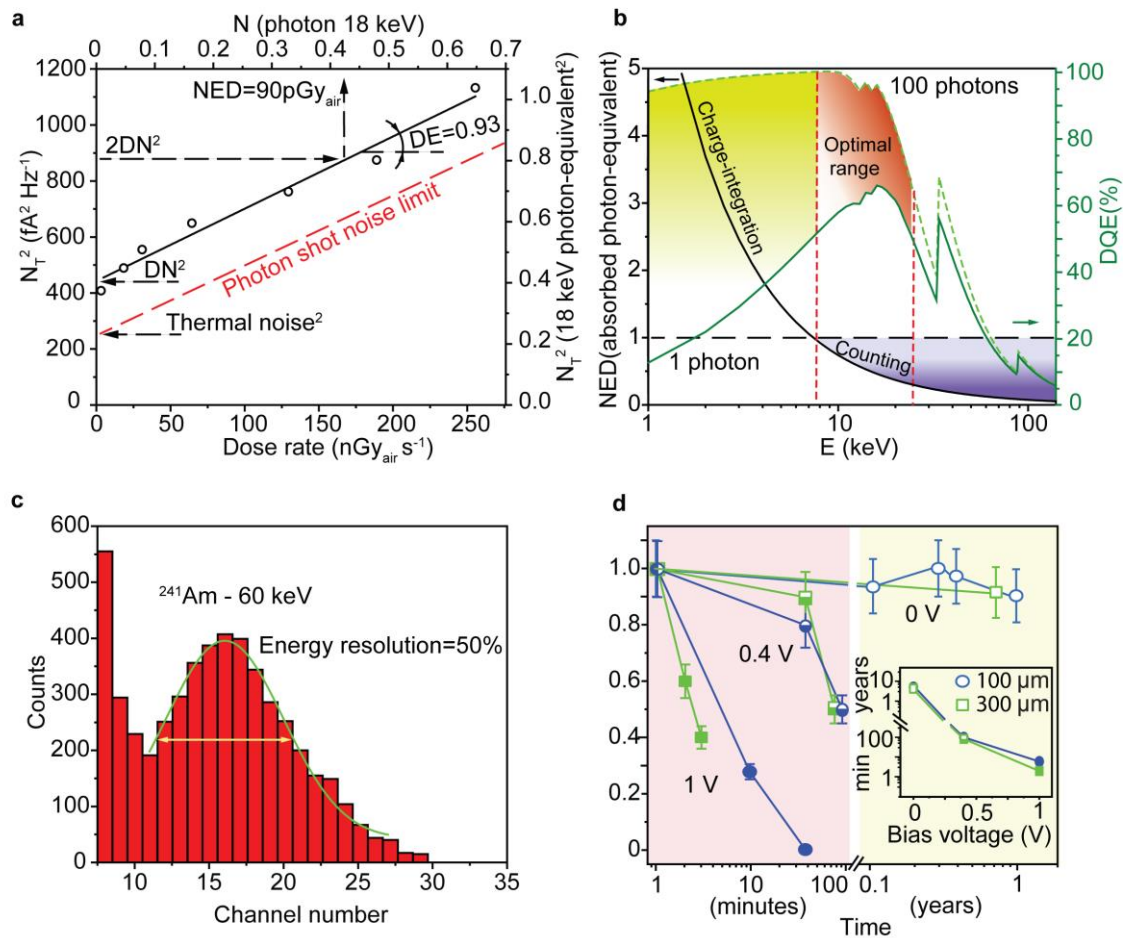 a
N (photon 18 keV)
0 0.1 0.2 0.3 0.4 0.5 0.6 0.7
N_T² (fA² Hz⁻¹)
1200
1000
800
600
400
200
0
NED=90pGy_air
2DN²
DE=0.93
DN²
Photon shot noise limit
Thermal noise²
1.0
0.8
0.6
0.4
0.2
0.0
N_T² (18 keV photon-equivalent²)
0 50 100 150 200 250
Dose rate (nGy_air s⁻¹)
b
NED(absorbed photon-equivalent)
5
4
3
2
1
0
100 photons
Charge-integration
Optimal
range
1 photon
Counting
100
80
60
40
20
0
DQE(%)
1 10 100
E (keV)
c
Counts
600
500
400
300
200
100
0
²⁴¹Am - 60 keV
Energy resolution=50%
10 15 20 25 30 35
Channel number
d
1.0
0.8
0.6
0.4
0.2
0
0 V
0.4 V
1 V
years
10
1
min
100
1
100 µm
300 µm
0 0.5 1
Bias voltage (V)
1 10 100 0.1 1
(minutes) (years)
Time